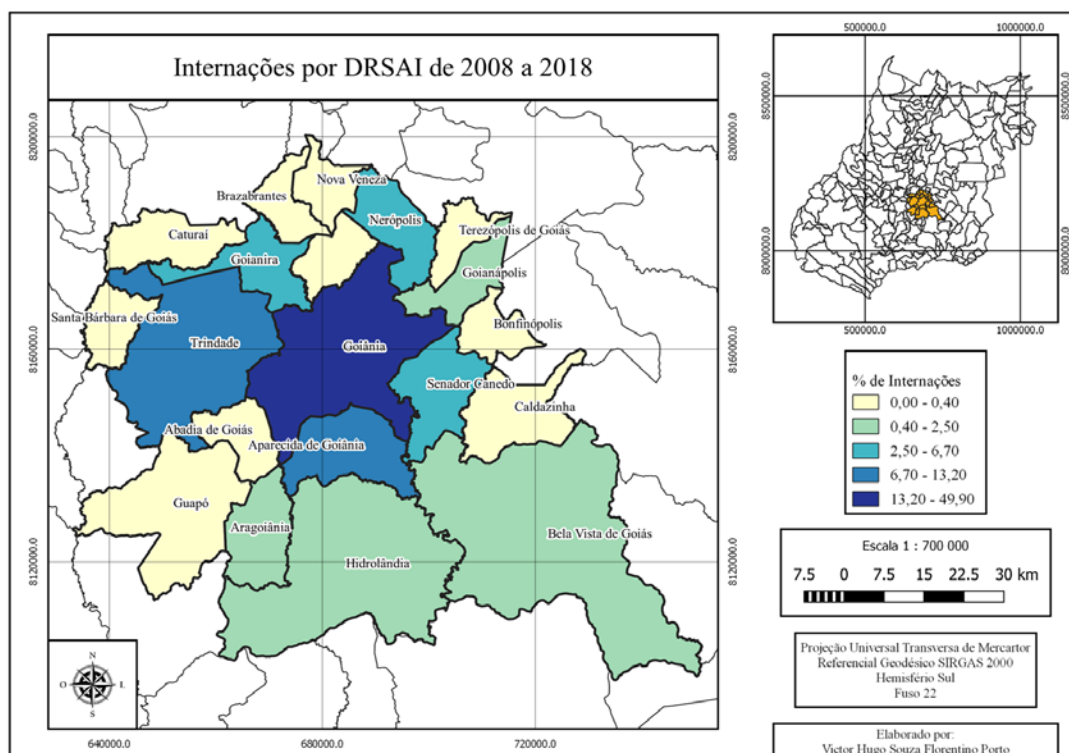 Internações por DRSAI de 2008 a 2018
640000.0
680000.0
720000.0
8200000.0
8200000.0
8160000.0
8160000.0
8120000.0
8120000.0
Nova Veneza
Brazabrantes
Nerópolis
Caturaí
Terezópolis de Goiás
Goianira
Goianápolis
Santa Bárbara de Goiás
Bonfinópolis
Trindade
Goiânia
Senador Canedo
Caldazinha
Abadia de Goiás
Aparecida de Goiânia
Guapó
Aragoiânia
Bela Vista de Goiás
Hidrolândia
N
O
L
S
500000.0
1000000.0
8500000.0
8500000.0
8000000.0
8000000.0
500000.0
1000000.0
% de Internações
0,00 - 0,40
0,40 - 2,50
2,50 - 6,70
6,70 - 13,20
13,20 - 49,90
Escala 1 : 700 000
7.5 0 7.5 15 22.5 30 km
Projeção Universal Transversa de Mercartor
Referencial Geodésico SIRGAS 2000
Hemisfério Sul
Fuso 22
Elaborado por:
Victor Hugo Souza Florentino Porto